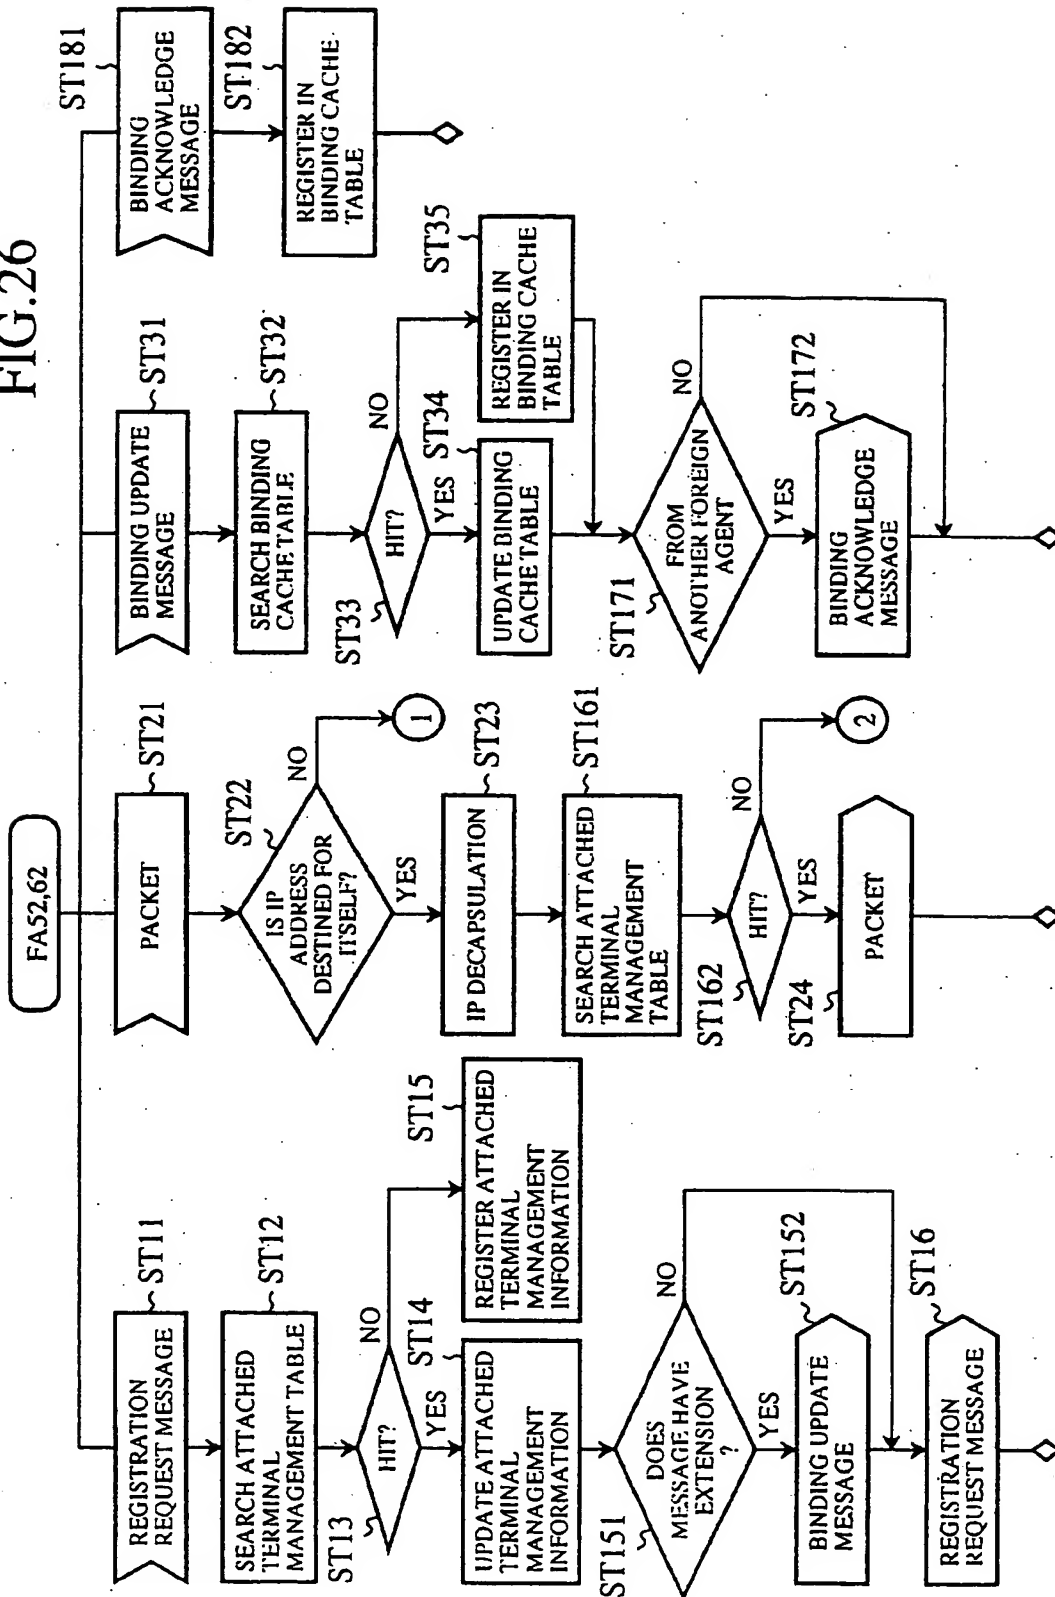 FIG.26
FA52,62
REGISTRATION
REQUEST MESSAGE
ST11
SEARCH ATTACHED
TERMINAL
MANAGEMENT TABLE
ST12
HIT?
ST13
NO
YES
ST14
UPDATE ATTACHED
TERMINAL
MANAGEMENT
INFORMATION
ST15
REGISTER ATTACHED
TERMINAL
MANAGEMENT
INFORMATION
DOES
MESSAGE HAVE
EXTENSION
?
ST151
NO
YES
BINDING UPDATE
MESSAGE
ST152
REGISTRATION
REQUEST MESSAGE
ST16
PACKET
ST21
IS IP
ADDRESS
DESTINED FOR
ITSELF?
ST22
NO
1
YES
IP DECAPSULATION
ST23
SEARCH ATTACHED
TERMINAL
MANAGEMENT
TABLE
ST161
HIT?
ST162
NO
2
YES
ST24
PACKET
BINDING UPDATE
MESSAGE
ST31
SEARCH BINDING
CACHE TABLE
ST32
HIT?
ST33
NO
YES
ST34
UPDATE BINDING
CACHE TABLE
ST35
REGISTER IN
BINDING CACHE
TABLE
FROM
ANOTHER FOREIGN
AGENT
ST171
NO
YES
ST172
BINDING
ACKNOWLEDGE
MESSAGE
BINDING
ACKNOWLEDGE
MESSAGE
ST181
REGISTER IN
BINDING CACHE
TABLE
ST182